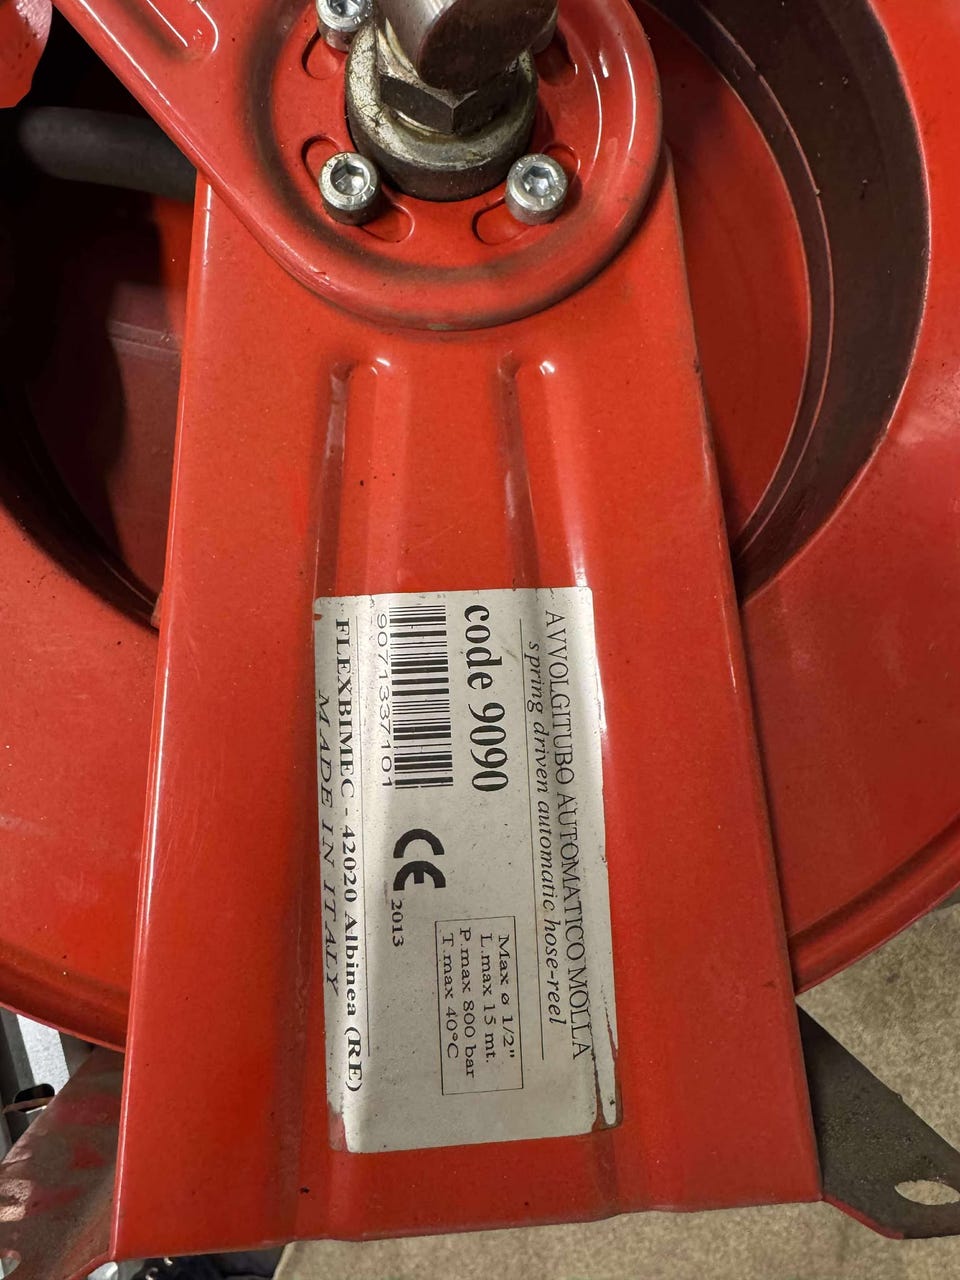 AVVOLGITUBO AUTOMATICO MOLLA
spring driven automatic hose-reel
code 9090
9071337101
CE
2013
Max ø 1/2"
L.max 15 mt.
P.max 800 bar
T.max 40°C
FLEXBIMEC - 42020 Albinea (RE)
MADE IN ITALY